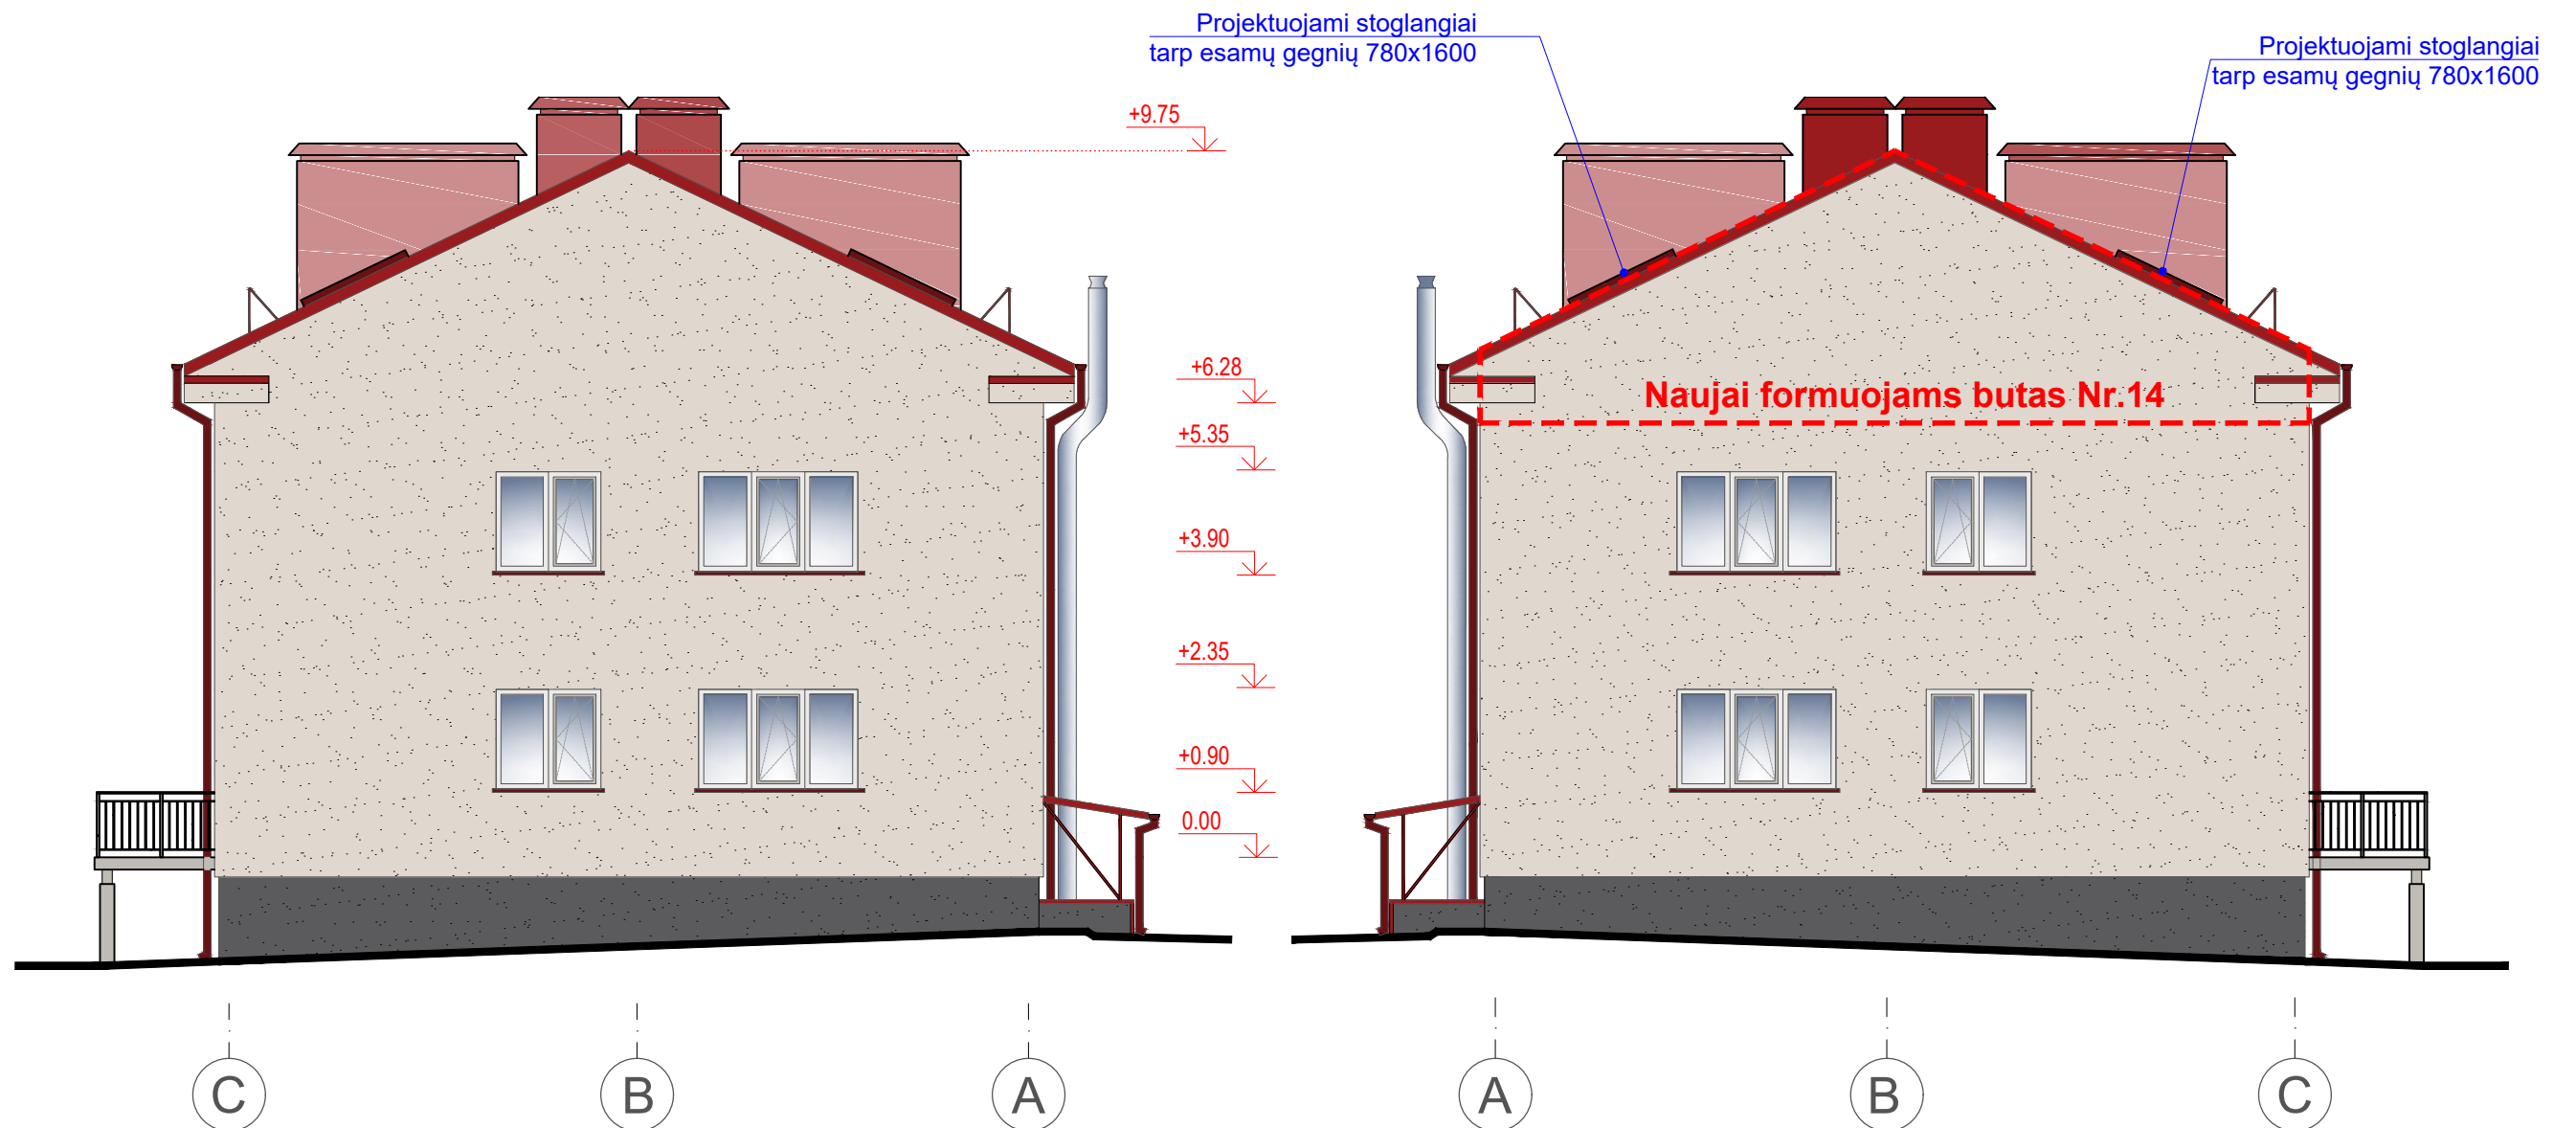 Projektuojami stoglangiai
tarp esamų gegnių 780x1600
Projektuojami stoglangiai
tarp esamų gegnių 780x1600
+9.75
+6.28
Naujai formuojams butas Nr.14
+5.35
+3.90
+2.35
+0.90
0.00
C
B
A
A
B
C